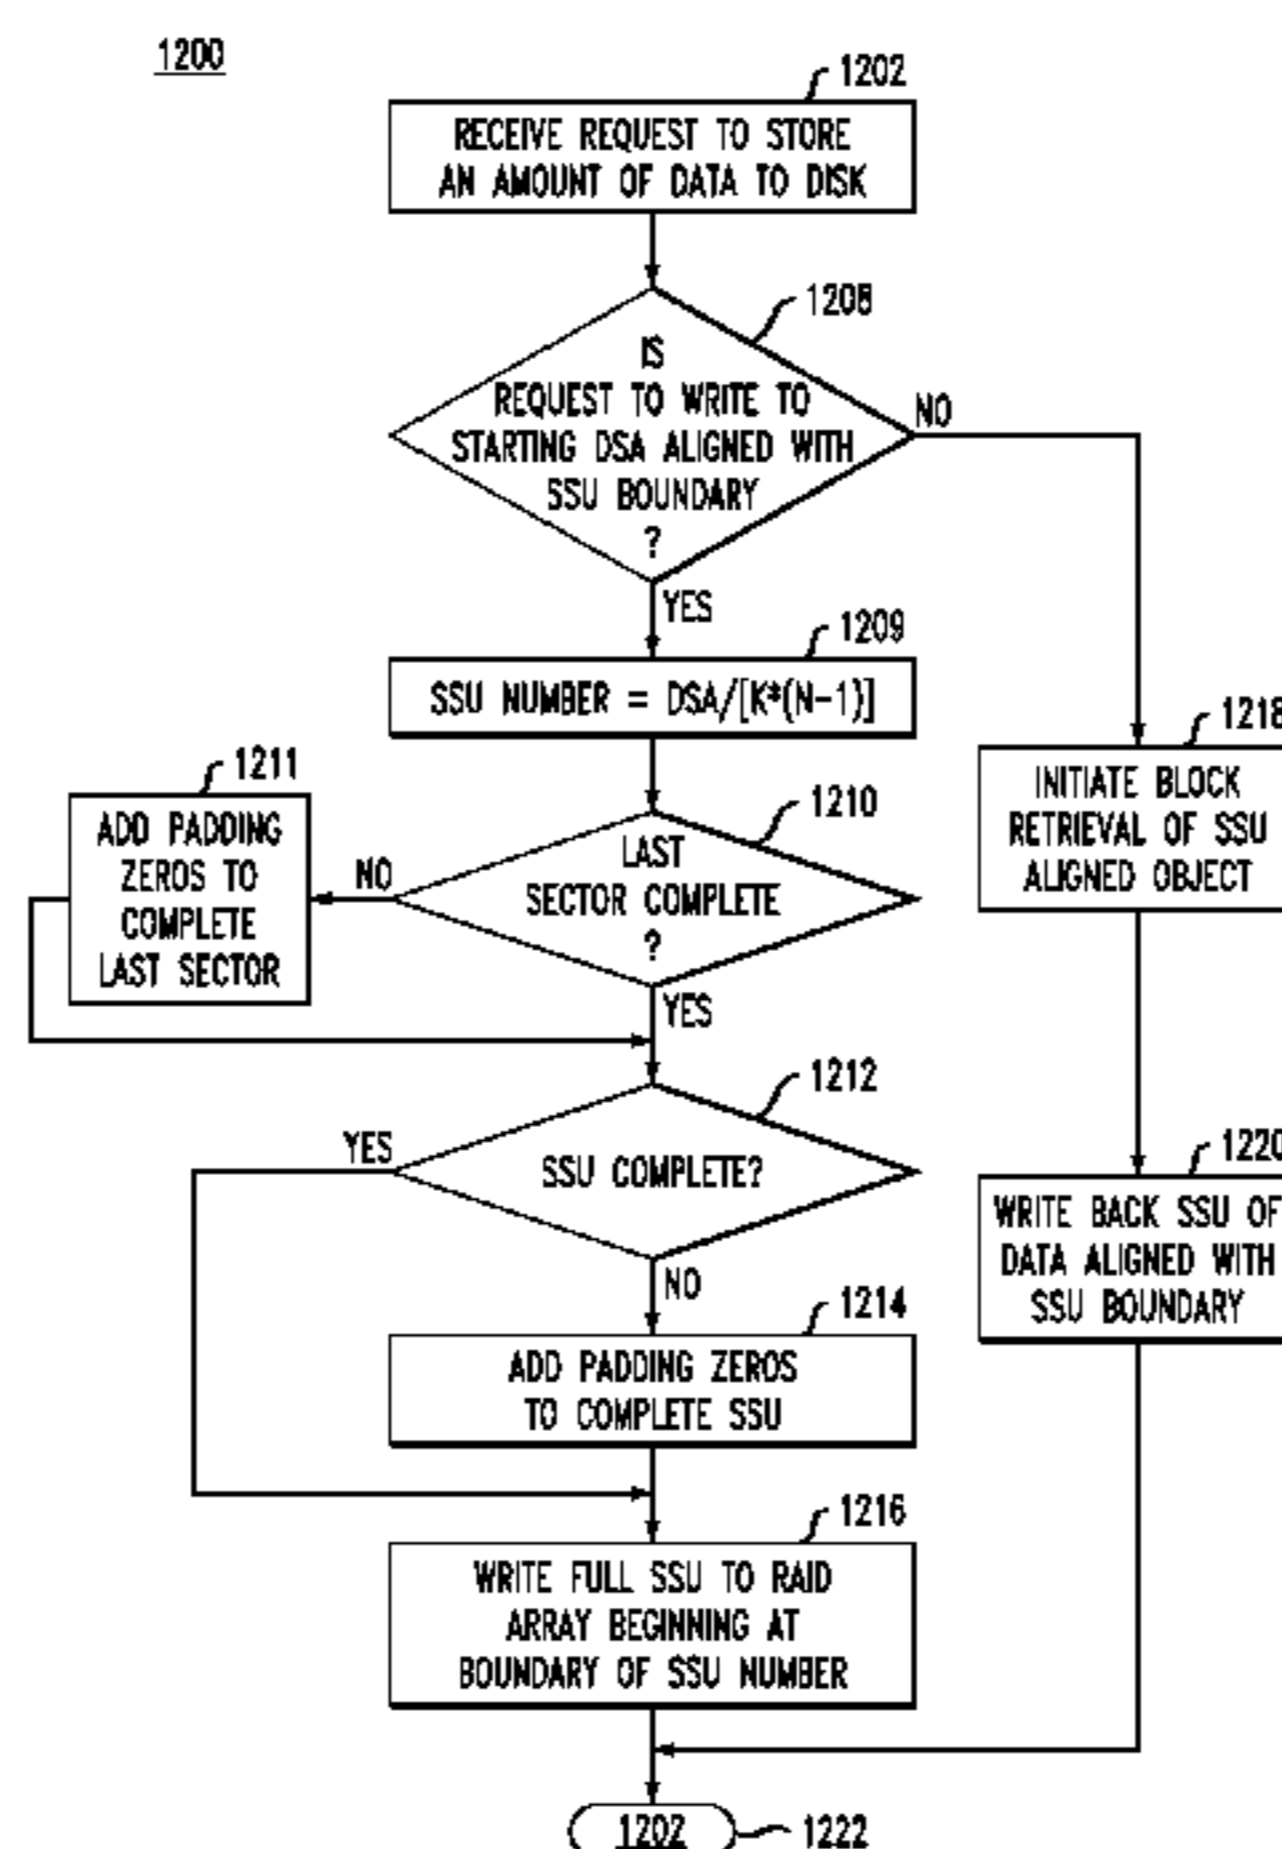 1200
1202
RECEIVE REQUEST TO STORE
AN AMOUNT OF DATA TO DISK
1208
IS
REQUEST TO WRITE TO
STARTING DSA ALIGNED WITH
SSU BOUNDARY
?
NO
YES
1209
SSU NUMBER = DSA/[K*(N-1)]
1218
INITIATE BLOCK
RETRIEVAL OF SSU
ALIGNED OBJECT
1211
ADD PADDING
ZEROS TO
COMPLETE
LAST SECTOR
1210
LAST
SECTOR COMPLETE
?
NO
YES
1212
SSU COMPLETE?
YES
NO
1220
WRITE BACK SSU OF
DATA ALIGNED WITH
SSU BOUNDARY
1214
ADD PADDING ZEROS
TO COMPLETE SSU
1216
WRITE FULL SSU TO RAID
ARRAY BEGINNING AT
BOUNDARY OF SSU NUMBER
1202
1222